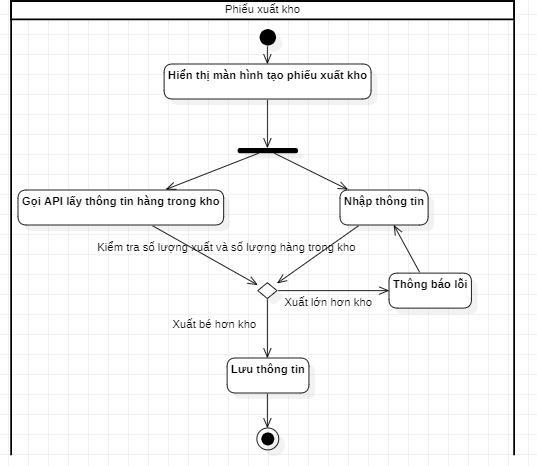 Phiếu xuất kho
Hiển thị màn hình tạo phiếu xuất kho
Gọi API lấy thông tin hàng trong kho
Nhập thông tin
Kiểm tra số lượng xuất và số lượng hàng trong kho
Thông báo lỗi
Xuất lớn hơn kho
Xuất bé hơn kho
Lưu thông tin